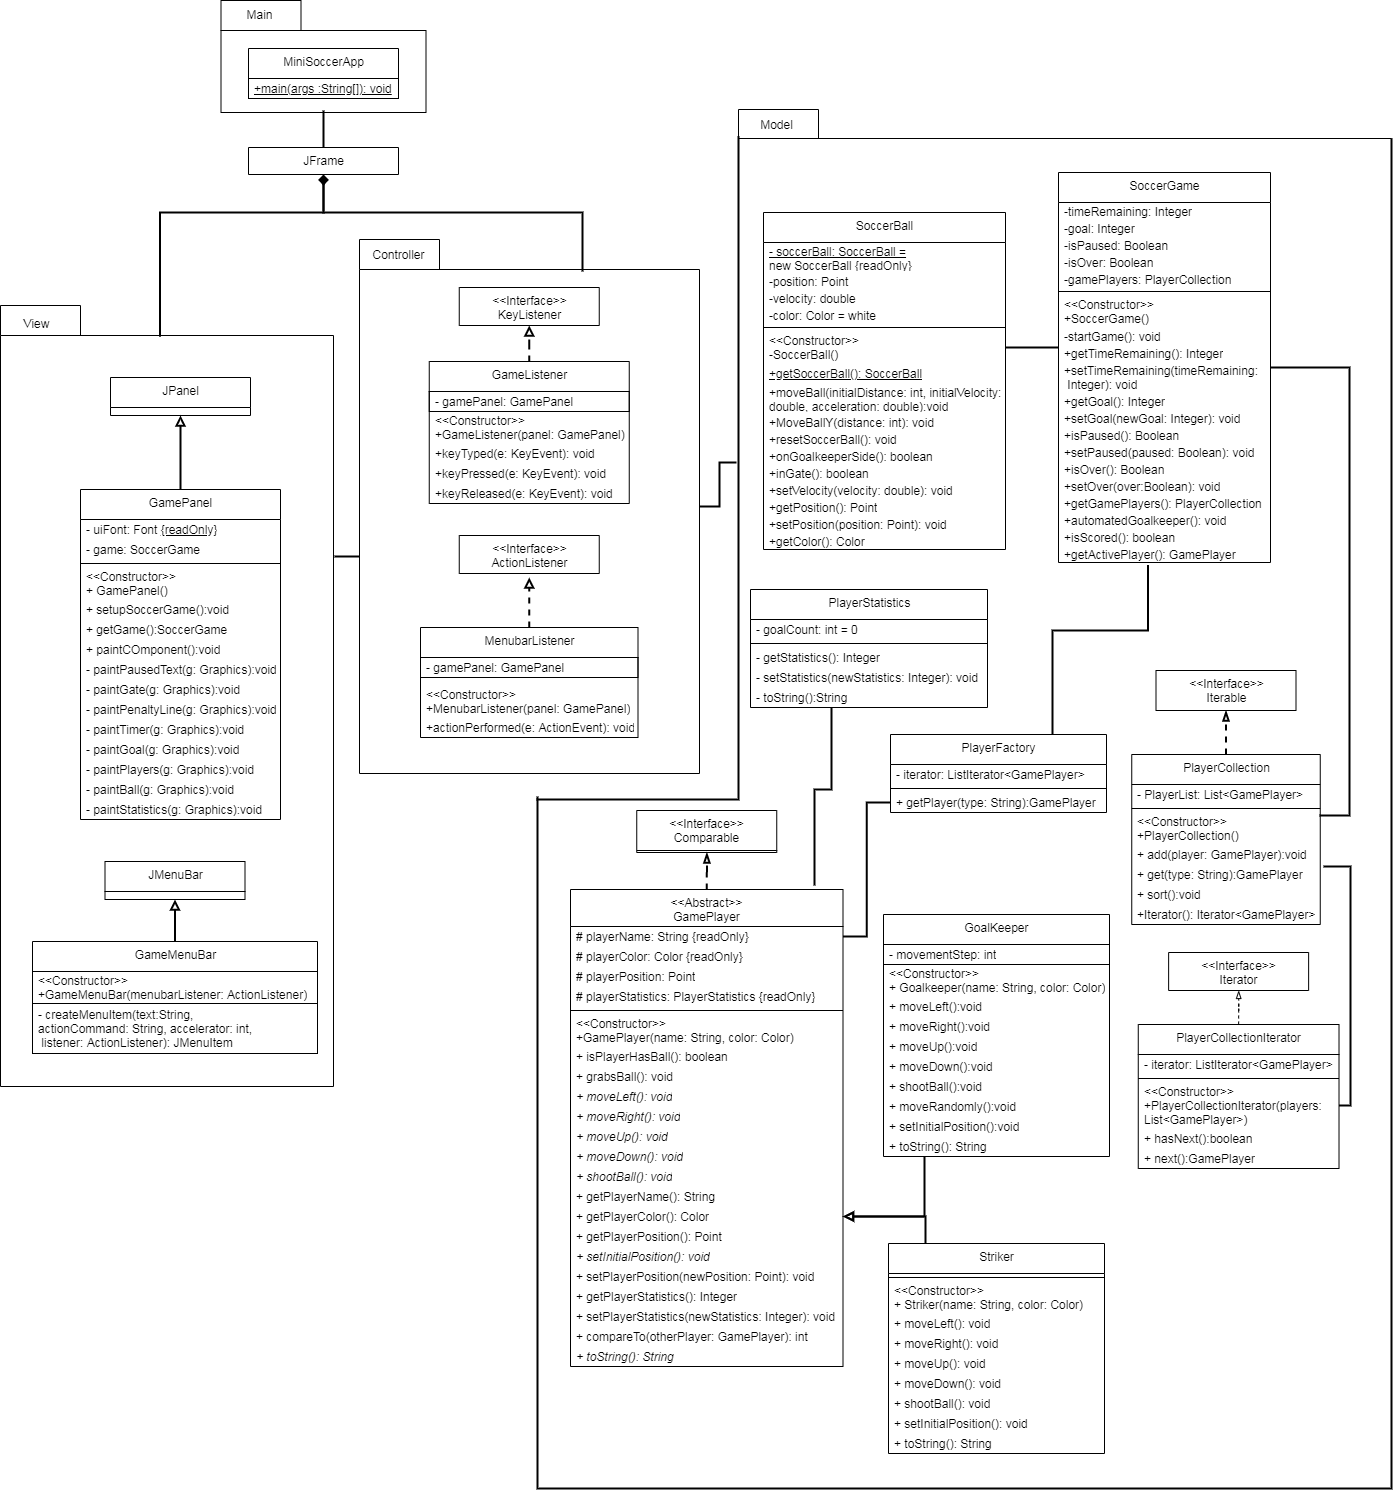 Main
MiniSoccerApp
+main(args :String[]): void
JFrame
View
JPanel
GamePanel
- uiFont: Font {readOnly}
- game: SoccerGame
<<Constructor>>
+ GamePanel()
+ setupSoccerGame():void
+ getGame():SoccerGame
+ paintCOmponent():void
- paintPausedText(g: Graphics):void
- paintGate(g: Graphics):void
- paintPenaltyLine(g: Graphics):void
- paintTimer(g: Graphics):void
- paintGoal(g: Graphics):void
- paintPlayers(g: Graphics):void
- paintBall(g: Graphics):void
- paintStatistics(g: Graphics):void
JMenuBar
GameMenuBar
<<Constructor>>
+GameMenuBar(menubarListener: ActionListener)
- createMenuItem(text:String,
actionCommand: String, accelerator: int,
listener: ActionListener): JMenuItem
Controller
<<Interface>>
KeyListener
GameListener
- gamePanel: GamePanel
<<Constructor>>
+GameListener(panel: GamePanel)
+keyTyped(e: KeyEvent): void
+keyPressed(e: KeyEvent): void
+keyReleased(e: KeyEvent): void
<<Interface>>
ActionListener
MenubarListener
- gamePanel: GamePanel
<<Constructor>>
+MenubarListener(panel: GamePanel)
+actionPerformed(e: ActionEvent): void
Model
SoccerBall
- soccerBall: SoccerBall =
new SoccerBall {readOnly}
-position: Point
-velocity: double
-color: Color = white
<<Constructor>>
-SoccerBall()
+getSoccerBall(): SoccerBall
+moveBall(initialDistance: int, initialVelocity:
double, acceleration: double):void
+MoveBallY(distance: int): void
+resetSoccerBall(): void
+onGoalkeeperSide(): boolean
+inGate(): boolean
+setVelocity(velocity: double): void
+getPosition(): Point
+setPosition(position: Point): void
+getColor(): Color
SoccerGame
-timeRemaining: Integer
-goal: Integer
-isPaused: Boolean
-isOver: Boolean
-gamePlayers: PlayerCollection
<<Constructor>>
+SoccerGame()
-startGame(): void
+getTimeRemaining(): Integer
+setTimeRemaining(timeRemaining:
Integer): void
+getGoal(): Integer
+setGoal(newGoal: Integer): void
+isPaused(): Boolean
+setPaused(paused: Boolean): void
+isOver(): Boolean
+setOver(over:Boolean): void
+getGamePlayers(): PlayerCollection
+automatedGoalkeeper(): void
+isScored(): boolean
+getActivePlayer(): GamePlayer
PlayerStatistics
- goalCount: int = 0
- getStatistics(): Integer
- setStatistics(newStatistics: Integer): void
- toString():String
PlayerFactory
- iterator: ListIterator<GamePlayer>
+ getPlayer(type: String):GamePlayer
<<Interface>>
Iterable
PlayerCollection
- PlayerList: List<GamePlayer>
<<Constructor>>
+PlayerCollection()
+ add(player: GamePlayer):void
+ get(type: String):GamePlayer
+ sort():void
+Iterator(): Iterator<GamePlayer>
<<Interface>>
Iterator
PlayerCollectionIterator
- iterator: ListIterator<GamePlayer>
<<Constructor>>
+PlayerCollectionIterator(players:
List<GamePlayer>)
+ hasNext():boolean
+ next():GamePlayer
<<Interface>>
Comparable
<<Abstract>>
GamePlayer
# playerName: String {readOnly}
# playerColor: Color {readOnly}
# playerPosition: Point
# playerStatistics: PlayerStatistics {readOnly}
<<Constructor>>
+GamePlayer(name: String, color: Color)
+ isPlayerHasBall(): boolean
+ grabsBall(): void
+ moveLeft(): void
+ moveRight(): void
+ moveUp(): void
+ moveDown(): void
+ shootBall(): void
+ getPlayerName(): String
+ getPlayerColor(): Color
+ getPlayerPosition(): Point
+ setInitialPosition(): void
+ setPlayerPosition(newPosition: Point): void
+ getPlayerStatistics(): Integer
+ setPlayerStatistics(newStatistics: Integer): void
+ compareTo(otherPlayer: GamePlayer): int
+ toString(): String
GoalKeeper
- movementStep: int
<<Constructor>>
+ Goalkeeper(name: String, color: Color)
+ moveLeft():void
+ moveRight():void
+ moveUp():void
+ moveDown():void
+ shootBall():void
+ moveRandomly():void
+ setInitialPosition():void
+ toString(): String
Striker
<<Constructor>>
+ Striker(name: String, color: Color)
+ moveLeft(): void
+ moveRight(): void
+ moveUp(): void
+ moveDown(): void
+ shootBall(): void
+ setInitialPosition(): void
+ toString(): String